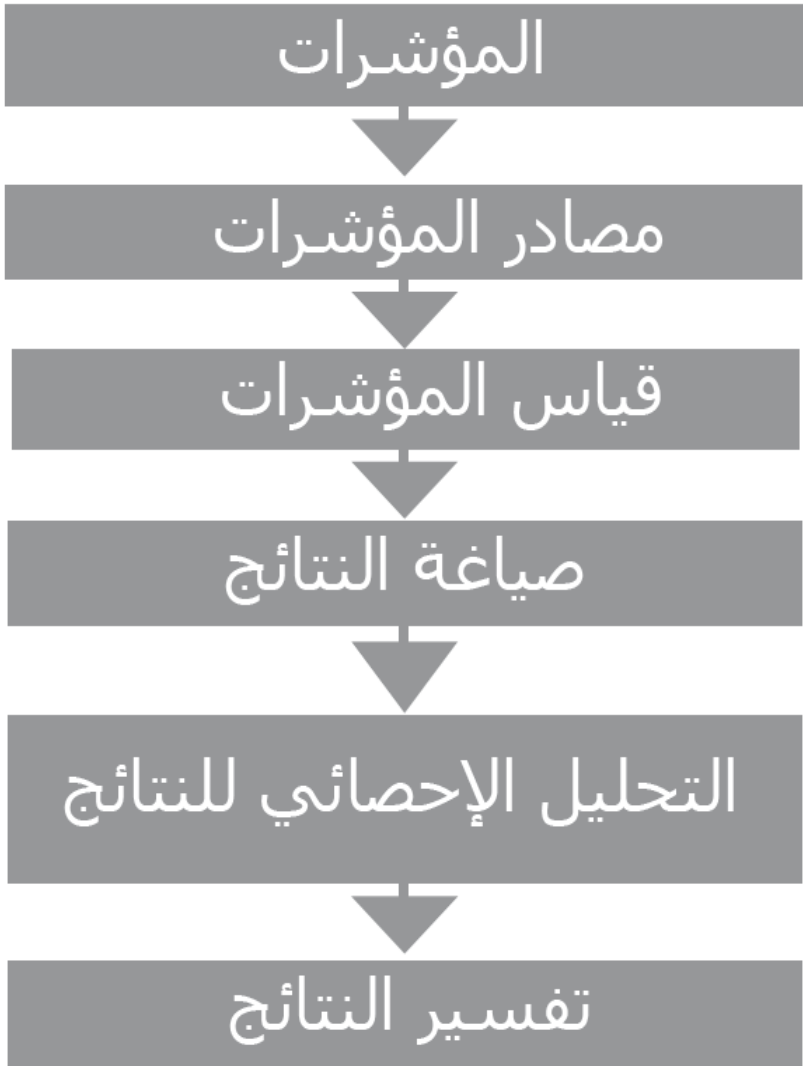 المؤشرات
مصادر المؤشرات
قياس المؤشرات
صياغة النتائج
التحليل الإحصائي للنتائج
تفسير النتائج